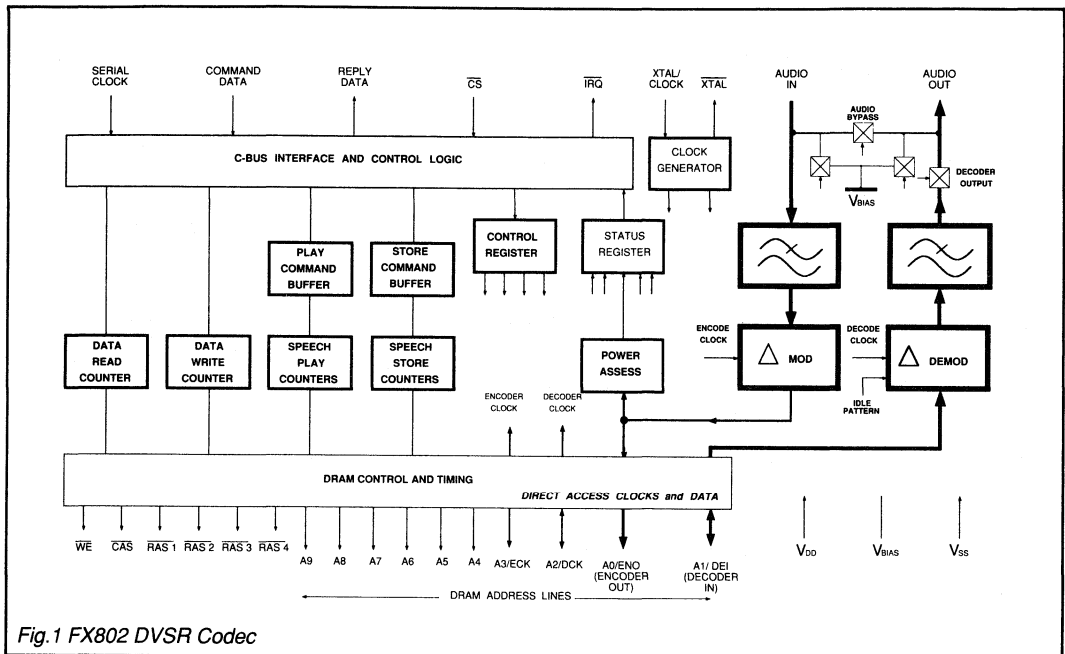 SERIAL CLOCK
COMMAND DATA
REPLY DATA
CS
IRQ
XTAL/ CLOCK
XTAL
AUDIO IN
AUDIO OUT
AUDIO BYPASS
C-BUS INTERFACE AND CONTROL LOGIC
CLOCK GENERATOR
DECODER OUTPUT
VBIAS
PLAY COMMAND BUFFER
STORE COMMAND BUFFER
CONTROL REGISTER
STATUS REGISTER
DATA READ COUNTER
DATA WRITE COUNTER
SPEECH PLAY COUNTERS
SPEECH STORE COUNTERS
POWER ASSESS
ENCODE CLOCK
△ MOD
DECODE CLOCK
△ DEMOD
IDLE PATTERN
ENCODER CLOCK
DECODER CLOCK
DRAM CONTROL AND TIMING
DIRECT ACCESS CLOCKS and DATA
WE
CAS
RAS 1
RAS 2
RAS 3
RAS 4
A9
A8
A7
A6
A5
A4
A3/ECK
A2/DCK
A0/ENO (ENCODER OUT)
A1/ DEI (DECODER IN)
VDD
VBIAS
VSS
DRAM ADDRESS LINES
Fig.1 FX802 DVSR Codec